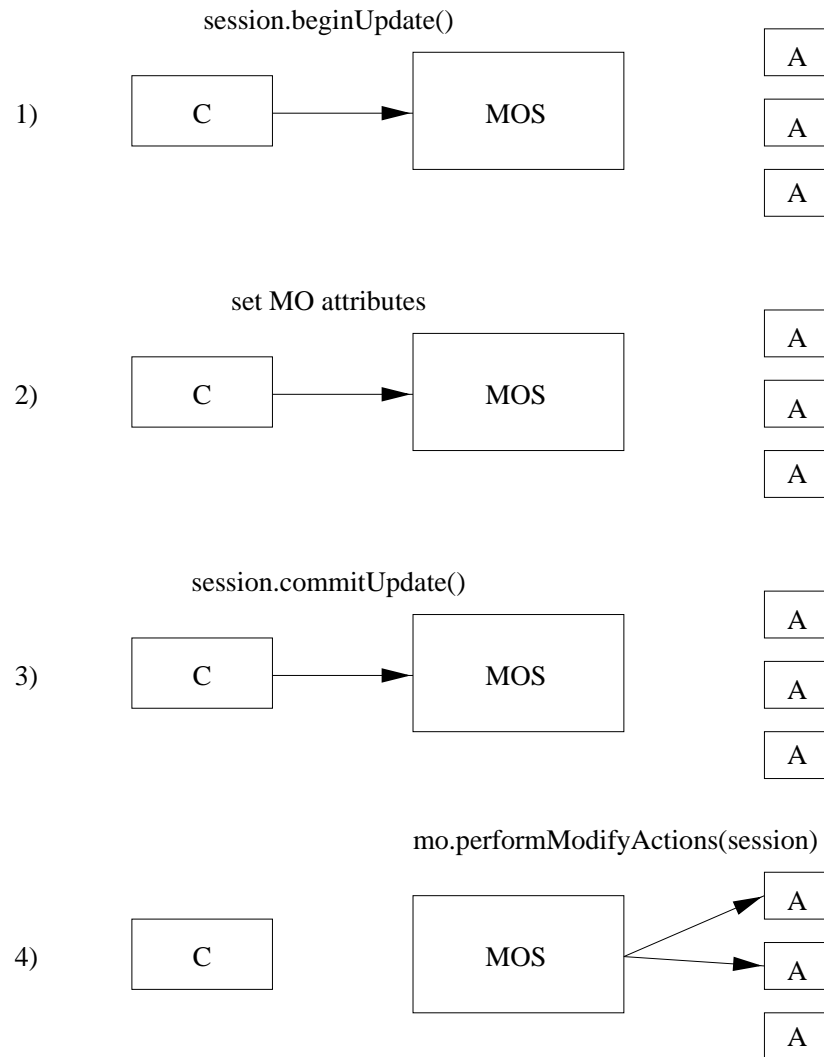 session.beginUpdate()
A
1) C MOS A
A
set MO attributes
A
2) C MOS A
A
session.commitUpdate()
A
3) C MOS A
A
mo.performModifyActions(session)
A
4) C MOS A
A